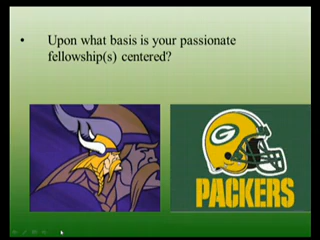 • Upon what basis is your passionate
fellowship(s) centered?
G
PACKERS